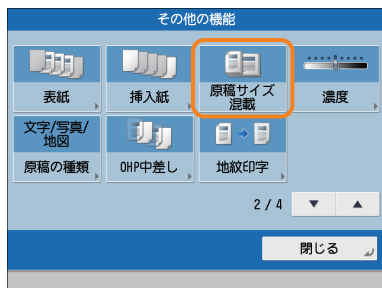 その他の機能
表紙
挿入紙
原稿サイズ
混載
濃度
文字/写真/
地図
原稿の種類
OHP中差し
地紋印字
2 / 4
▼
▲
閉じる